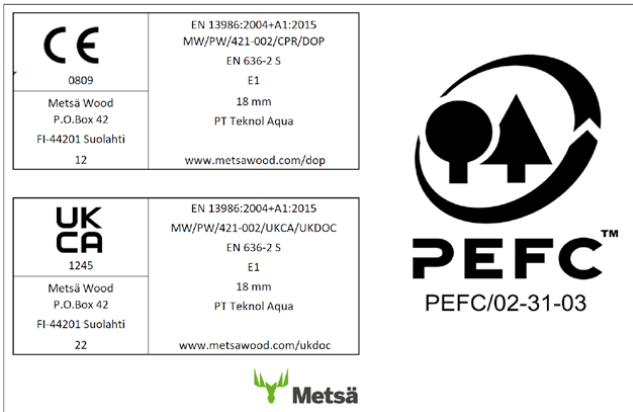 CE
0809
Metsä Wood
P.O.Box 42
FI-44201 Suolahti
12
EN 13986:2004+A1:2015
MW/PW/421-002/CPR/DOP
EN 636-2 S
E1
18 mm
PT Teknol Aqua
www.metsawood.com/dop
UK
CA
1245
Metsä Wood
P.O.Box 42
FI-44201 Suolahti
22
EN 13986:2004+A1:2015
MW/PW/421-002/UKCA/UKDOC
EN 636-2 S
E1
18 mm
PT Teknol Aqua
www.metsawood.com/ukdoc
PEFC™
PEFC/02-31-03
Metsä